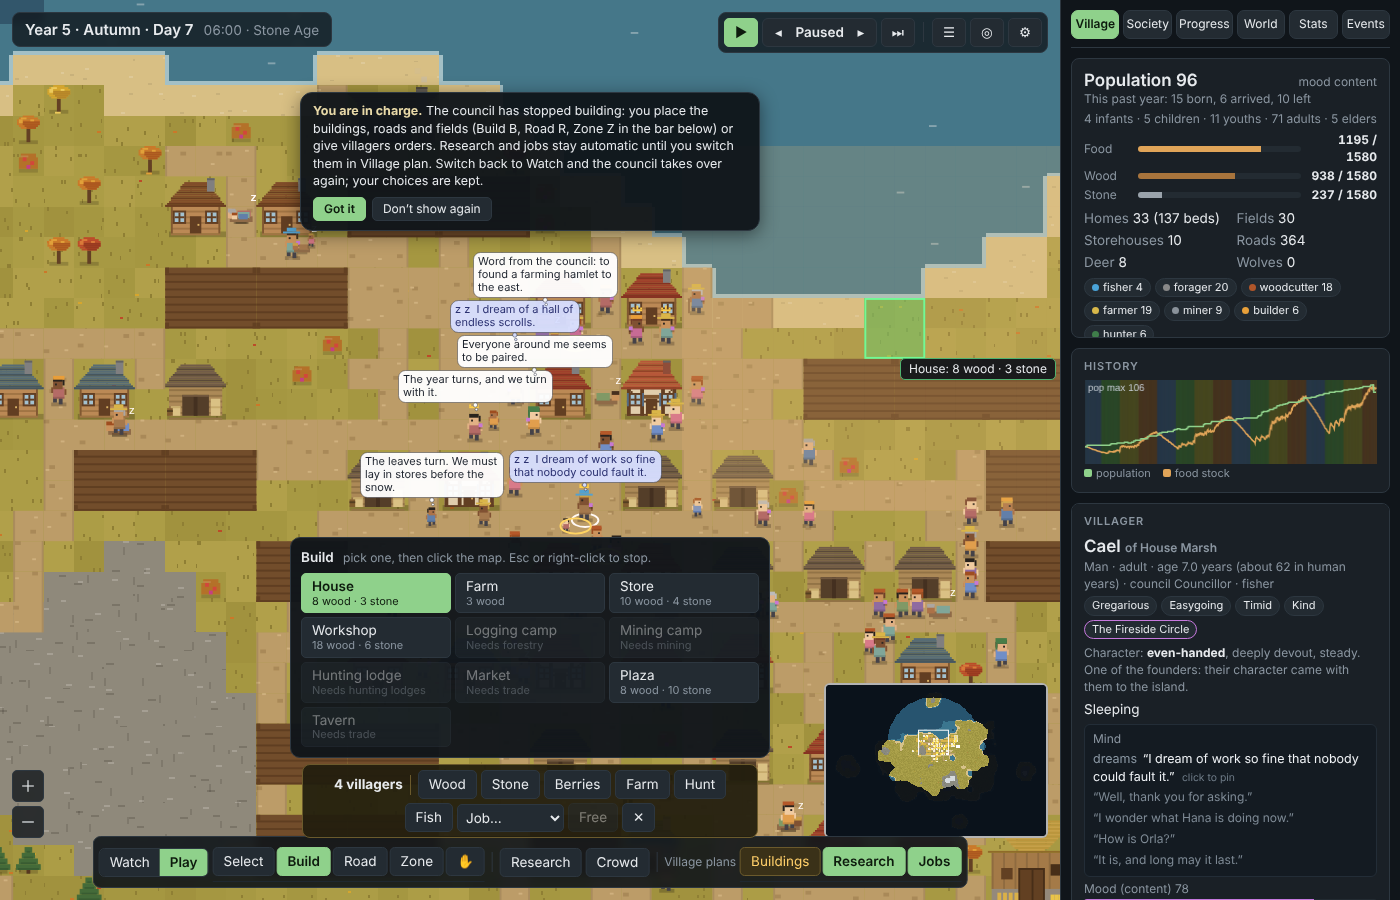 Year 5 · Autumn · Day 7 06:00 · Stone Age
Paused
You are in charge. The council has stopped building: you place the
buildings, roads and fields (Build B, Road R, Zone Z in the bar below) or
give villagers orders. Research and jobs stay automatic until you switch
them in Village plan. Switch back to Watch and the council takes over
again; your choices are kept.
Got it
Don't show again
z
Word from the council: to
found a farming hamlet to
the east.
z z I dream of a hall of
endless scrolls.
Everyone around me seems
to be paired.
The year turns, and we turn
with it.
z
z
House: 8 wood · 3 stone
The leaves turn. We must
lay in stores before the
snow.
z z I dream of work so fine
that nobody could fault it.
z
z
Build pick one, then click the map. Esc or right-click to stop.
House
8 wood · 3 stone
Farm
3 wood
Store
10 wood · 4 stone
Workshop
18 wood · 6 stone
Logging camp
Needs forestry
Mining camp
Needs mining
Hunting lodge
Needs hunting lodges
Market
Needs trade
Plaza
8 wood · 10 stone
Tavern
Needs trade
4 villagers Wood Stone Berries Farm Hunt
Fish Job... Free ✕
+
−
Watch Play Select Build Road Zone Research Crowd Village plans Buildings Research Jobs
Village Society Progress World Stats Events
Population 96 mood content
This past year: 15 born, 6 arrived, 10 left
4 infants · 5 children · 11 youths · 71 adults · 5 elders
Food 1195 /
1580
Wood 938 / 1580
Stone 237 / 1580
Homes 33 (137 beds) Fields 30
Storehouses 10 Roads 364
Deer 8 Wolves 0
fisher 4 forager 20 woodcutter 18
farmer 19 miner 9 builder 6
hunter 6
HISTORY
pop max 106
population food stock
VILLAGER
Cael of House Marsh
Man · adult · age 7.0 years (about 62 in human
years) · council Councillor · fisher
Gregarious Easygoing Timid Kind
The Fireside Circle
Character: even-handed, deeply devout, steady.
One of the founders: their character came with
them to the island.
Sleeping
Mind
dreams “I dream of work so fine that nobody
could fault it.” click to pin
“Well, thank you for asking.”
“I wonder what Hana is doing now.”
“How is Orla?”
“It is, and long may it last.”
Mood (content) 78